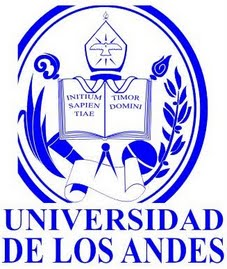 INITIUM
SAPIEN
TIAE
TIMOR
DOMINI
UNIVERSIDAD
DE LOS ANDES